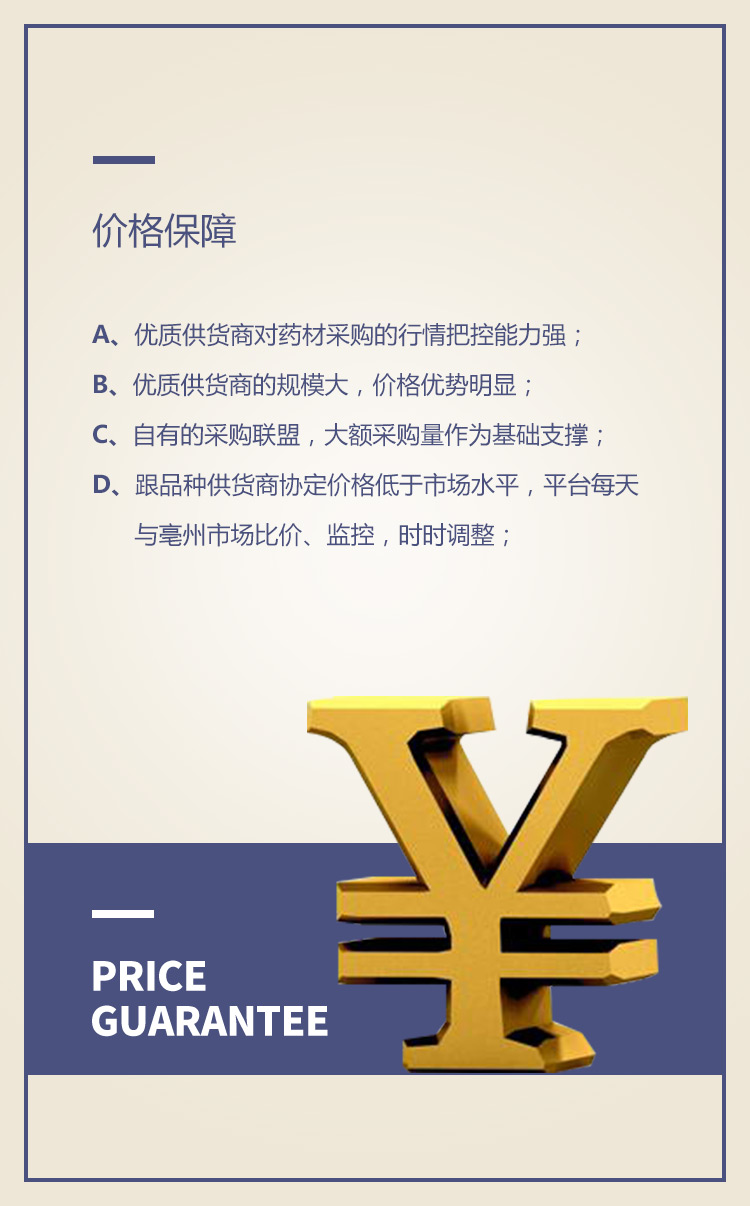 价格保障
A、优质供货商对药材采购的行情把控能力强；
B、优质供货商的规模大，价格优势明显；
C、自有的采购联盟，大额采购量作为基础支撑；
D、跟品种供货商协定价格低于市场水平，平台每天
与亳州市场比价、监控，时时调整；
PRICE
GUARANTEE